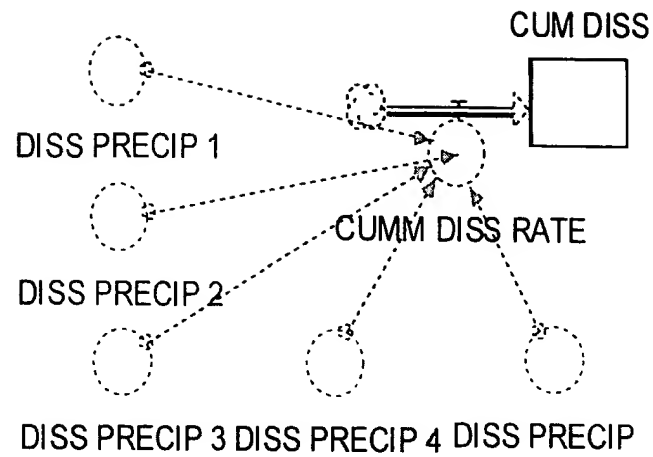 CUM DISS
DISS PRECIP 1
CUMM DISS RATE
DISS PRECIP 2
DISS PRECIP 3 DISS PRECIP 4 DISS PRECIP